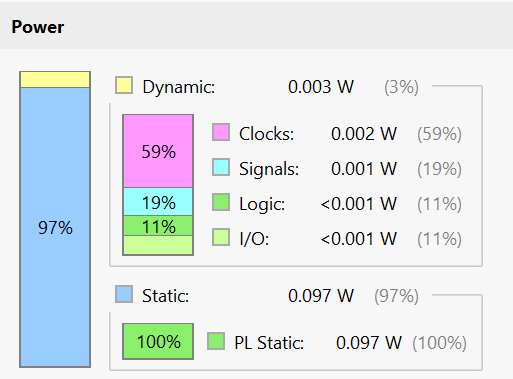 Power
97%
Dynamic: 0.003 W (3%)
59%
19%
11%
Clocks: 0.002 W (59%)
Signals: 0.001 W (19%)
Logic: <0.001 W (11%)
I/O: <0.001 W (11%)
Static: 0.097 W (97%)
100%
PL Static: 0.097 W (100%)